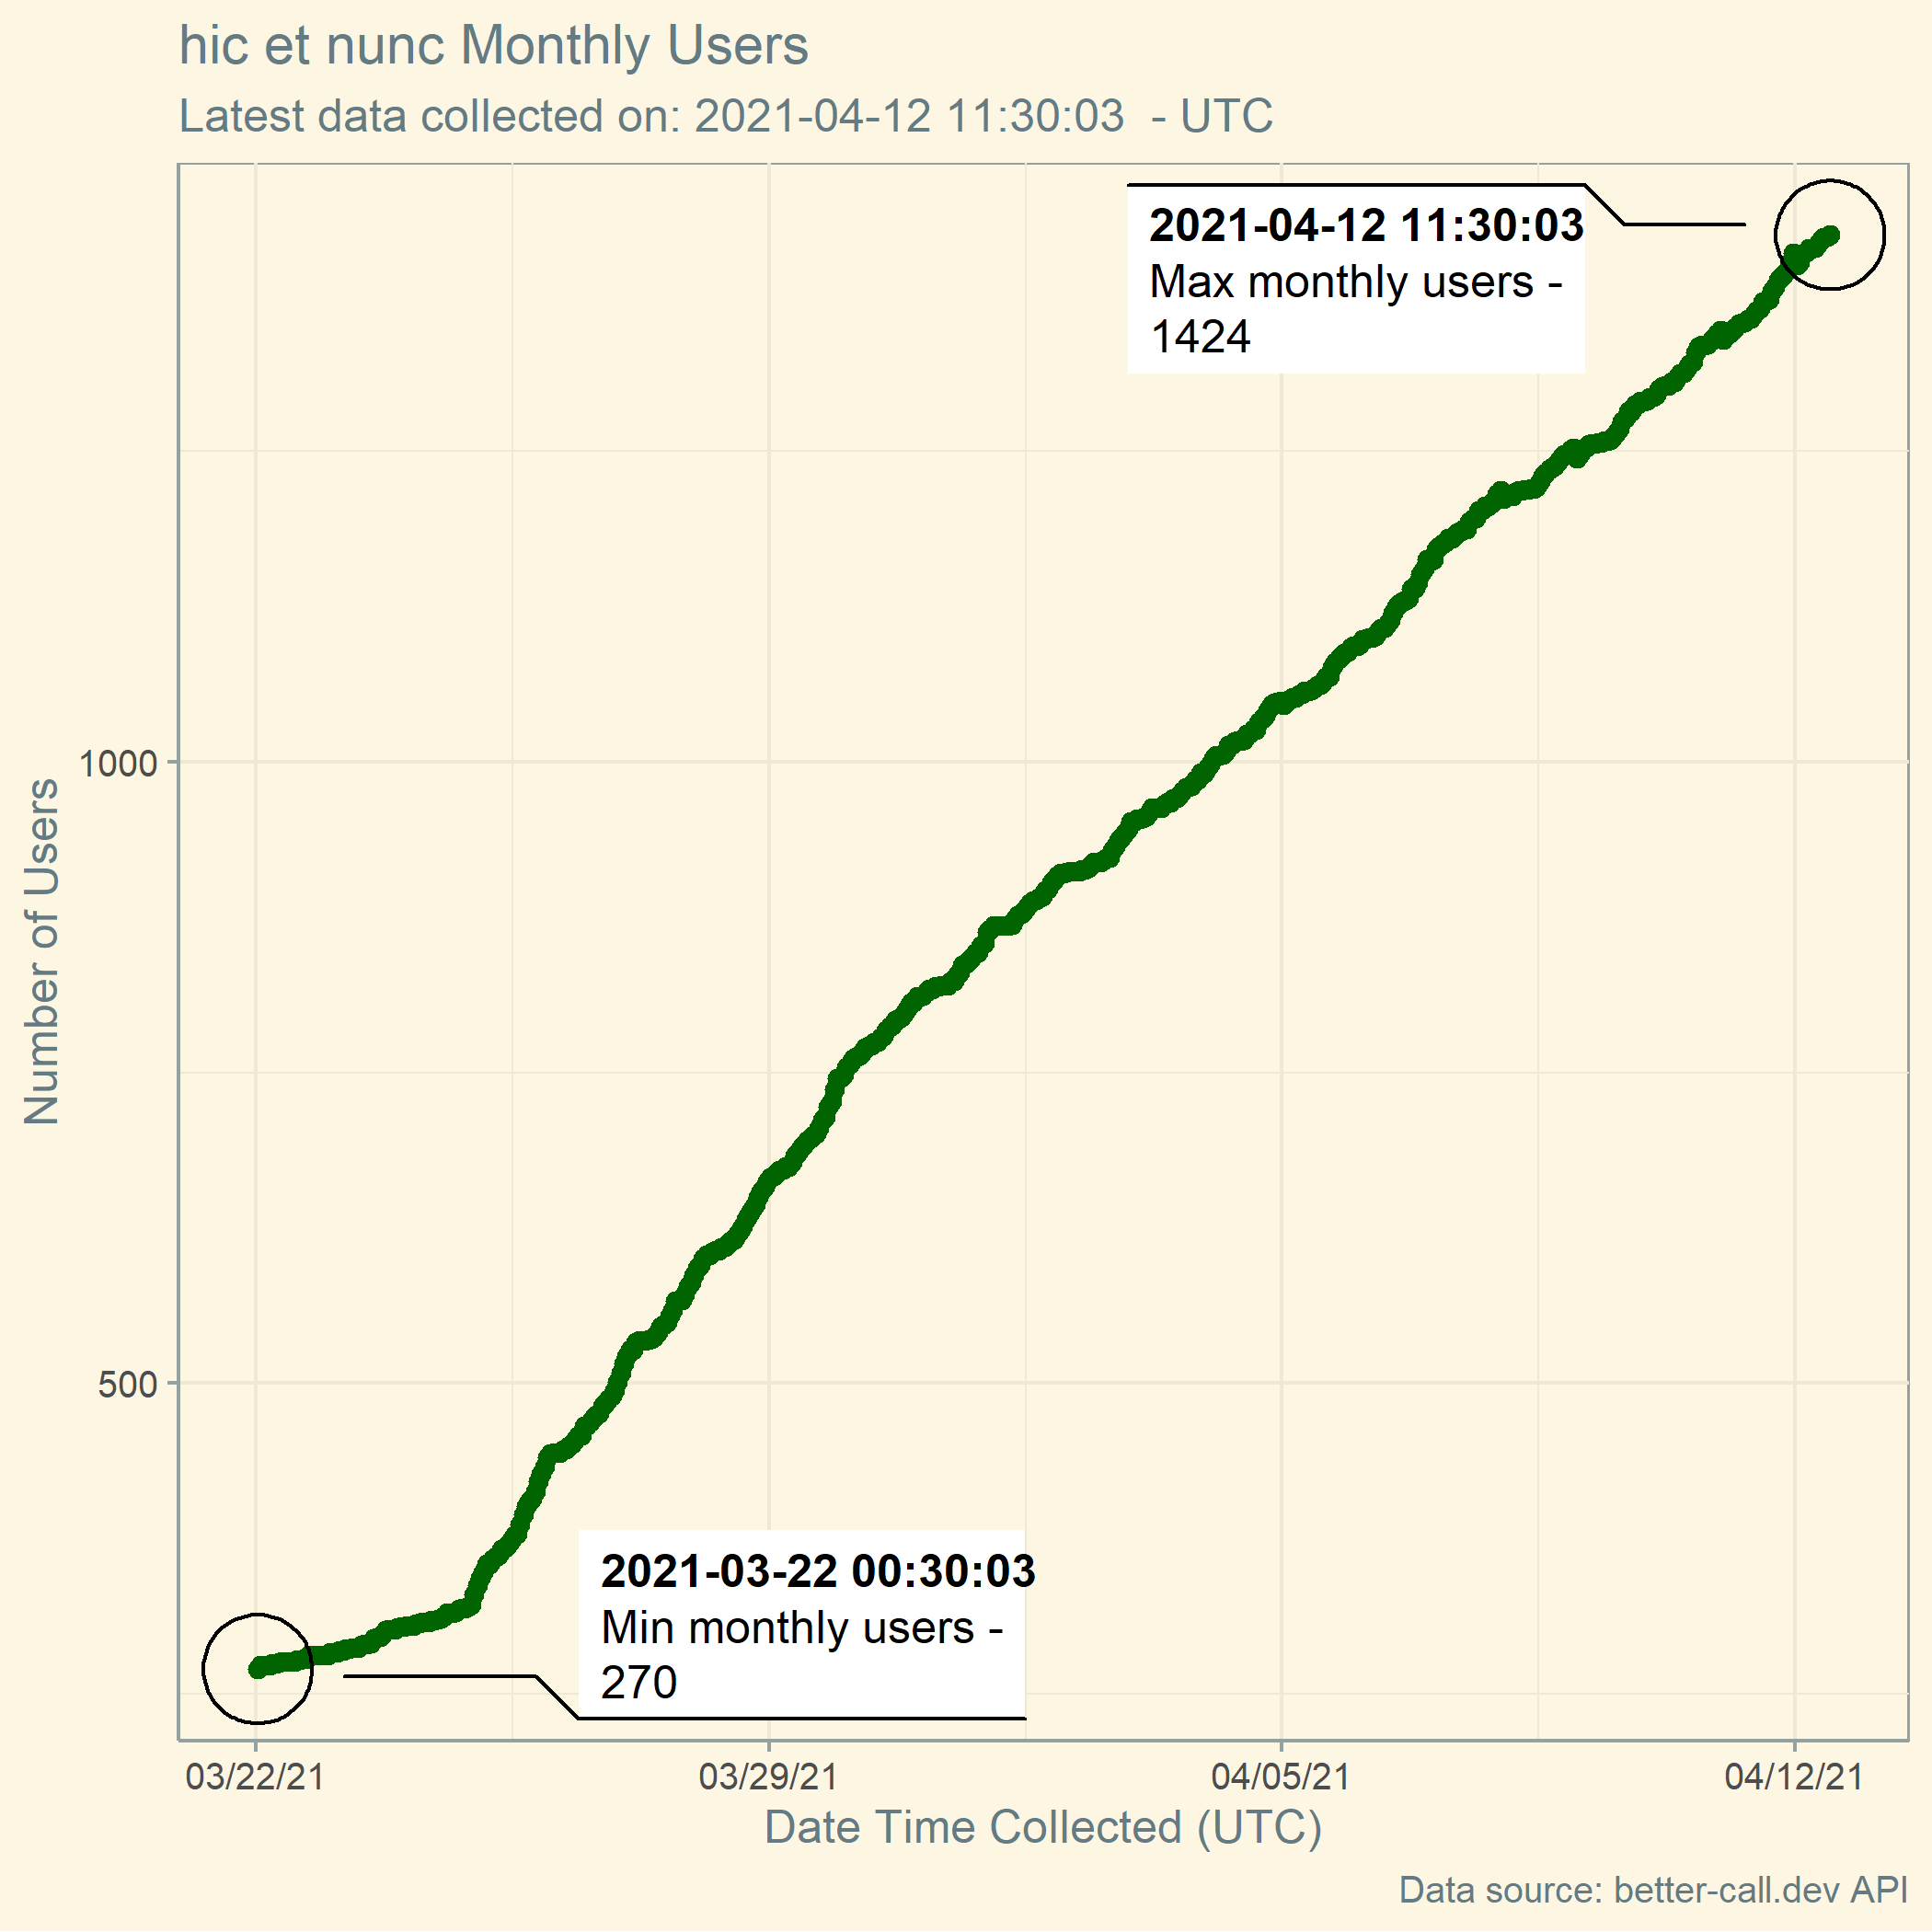 hic et nunc Monthly Users
Latest data collected on: 2021-04-12 11:30:03  - UTC
2021-04-12 11:30:03
Max monthly users -
1424
1000
Number of Users
500
2021-03-22 00:30:03
Min monthly users -
270
03/22/21 03/29/21 04/05/21 04/12/21
Date Time Collected (UTC)
Data source: better-call.dev API